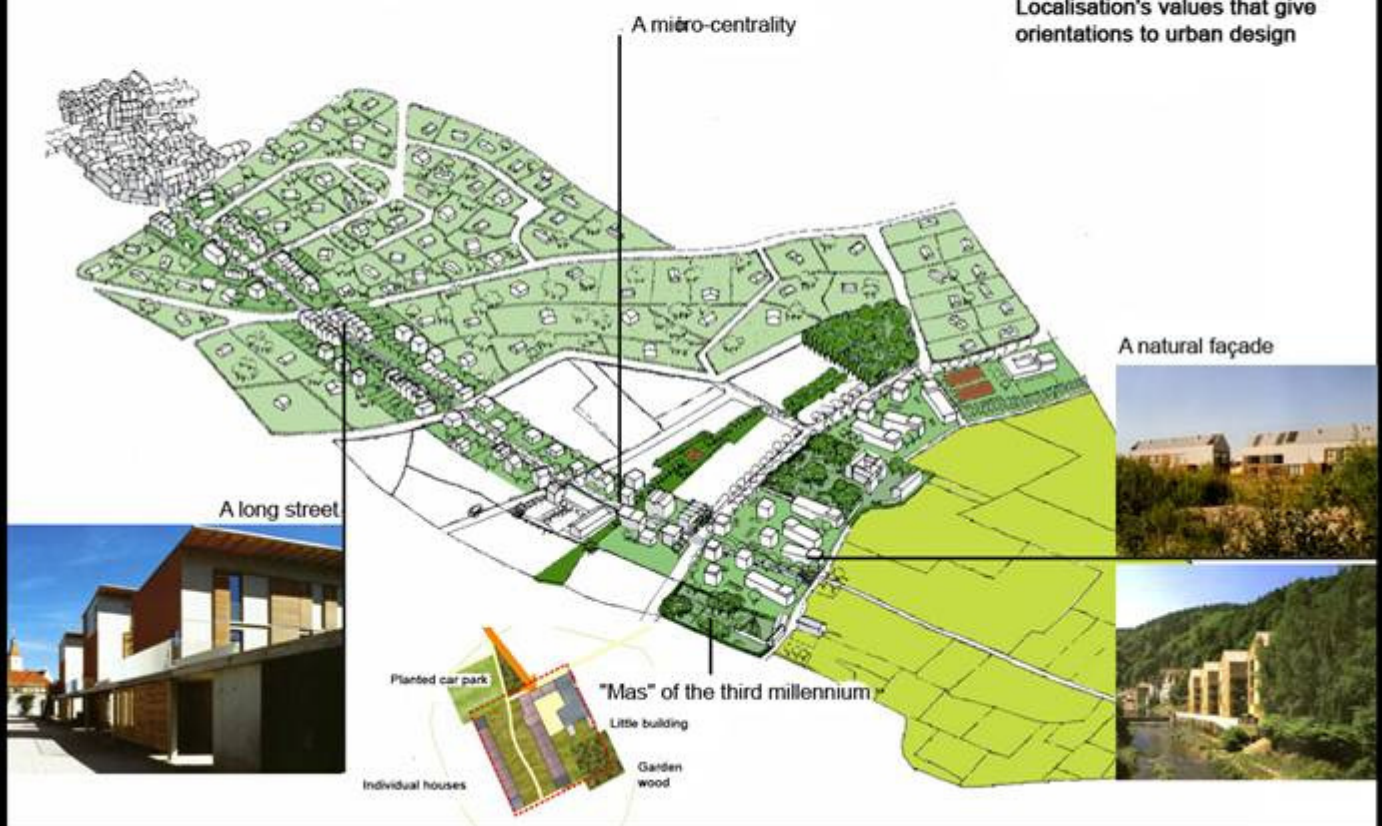 Localisation's values that give
orientations to urban design
A micro-centrality
A natural façade
A long street
Planted car park
"Mas" of the third millennium
Little building
Individual houses
Garden
wood